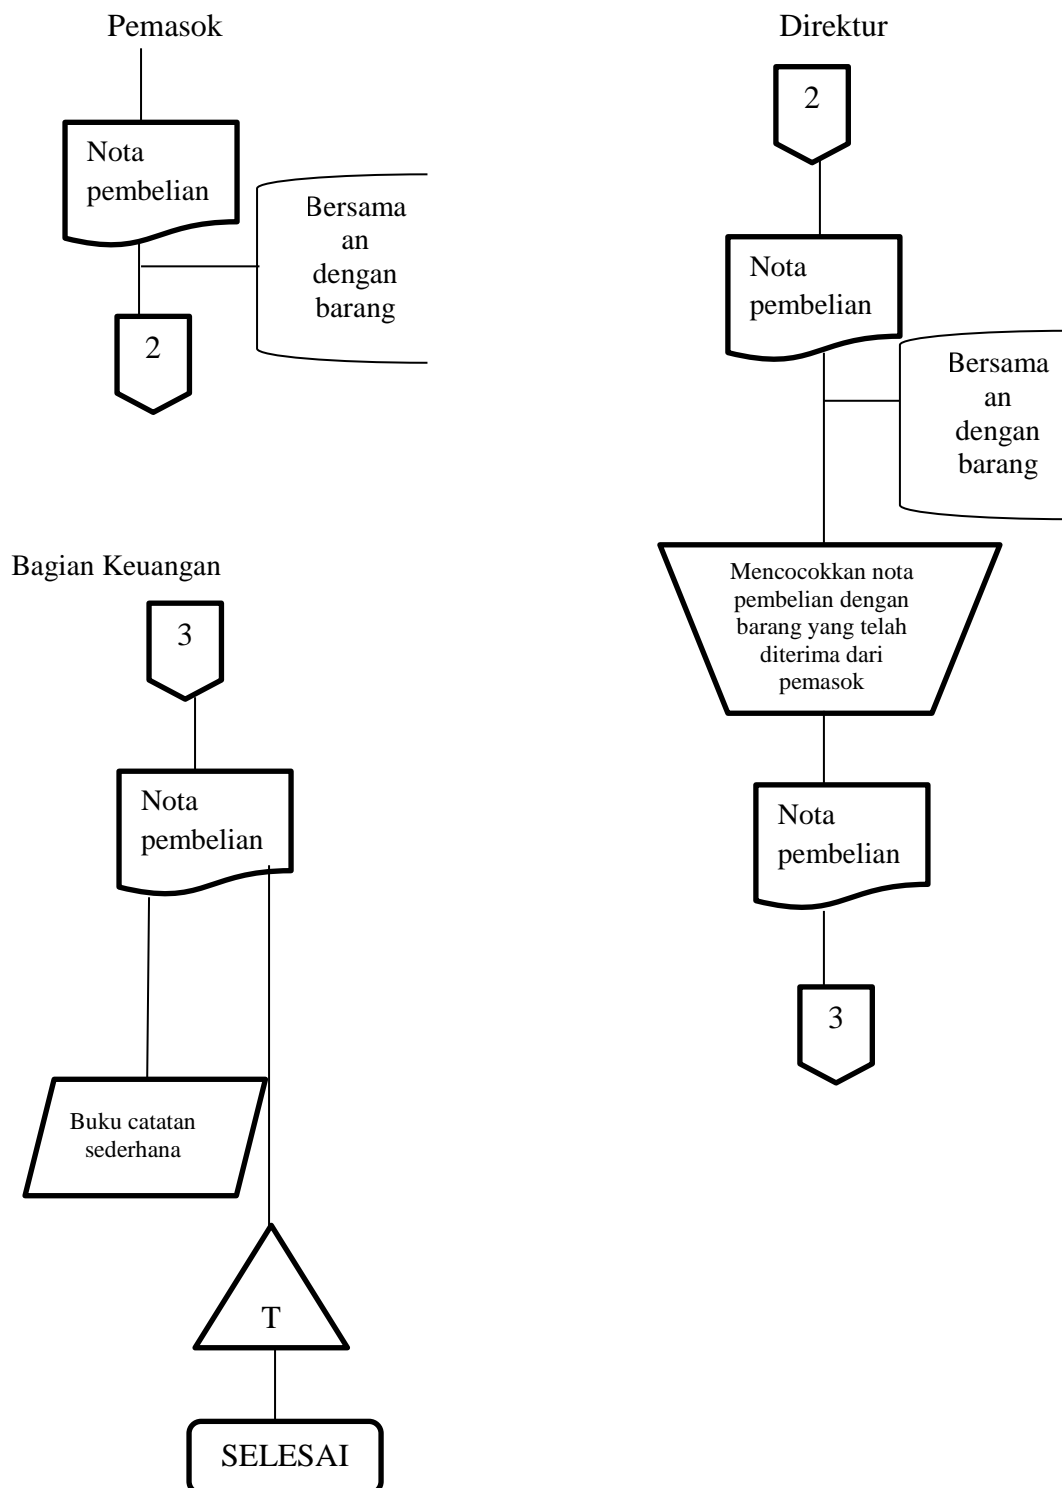 Pemasok
Nota
pembelian
Bersama
an
dengan
barang
2
Direktur
2
Nota
pembelian
Bersama
an
dengan
barang
Mencocokkan nota
pembelian dengan
barang yang telah
diterima dari
pemasok
Nota
pembelian
3
Bagian Keuangan
3
Nota
pembelian
Buku catatan
sederhana
T
SELESAI